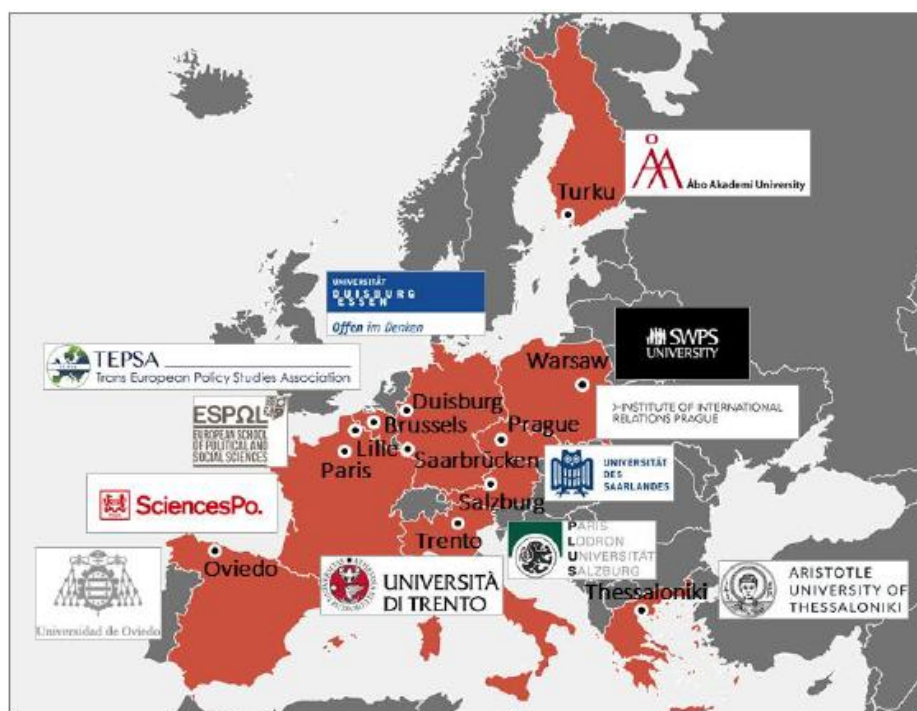 Åbo Akademi University
Turku
UNIVERSITÄT
DUISBURG
ESSEN
Offen im Denken
SWPS
UNIVERSITY
TEPSA
Trans European Policy Studies Association
Warsaw
>INSTITUTE OF INTERNATIONAL
RELATIONS PRAGUE
ESPOL
EUROPEAN SCHOOL
OF POLITICAL AND
SOCIAL SCIENCES
Duisburg
Brussels
Prague
Lille
Paris
Saarbrücken
UNIVERSITÄT
DES
SAARLANDES
SciencesPo.
Salzburg
Trento
PARIS
LODRON
UNIVERSITÄT
SALZBURG
Oviedo
Universidad de Oviedo
UNIVERSITÀ
DI TRENTO
Thessaloniki
ARISTOTLE
UNIVERSITY OF
THESSALONIKI